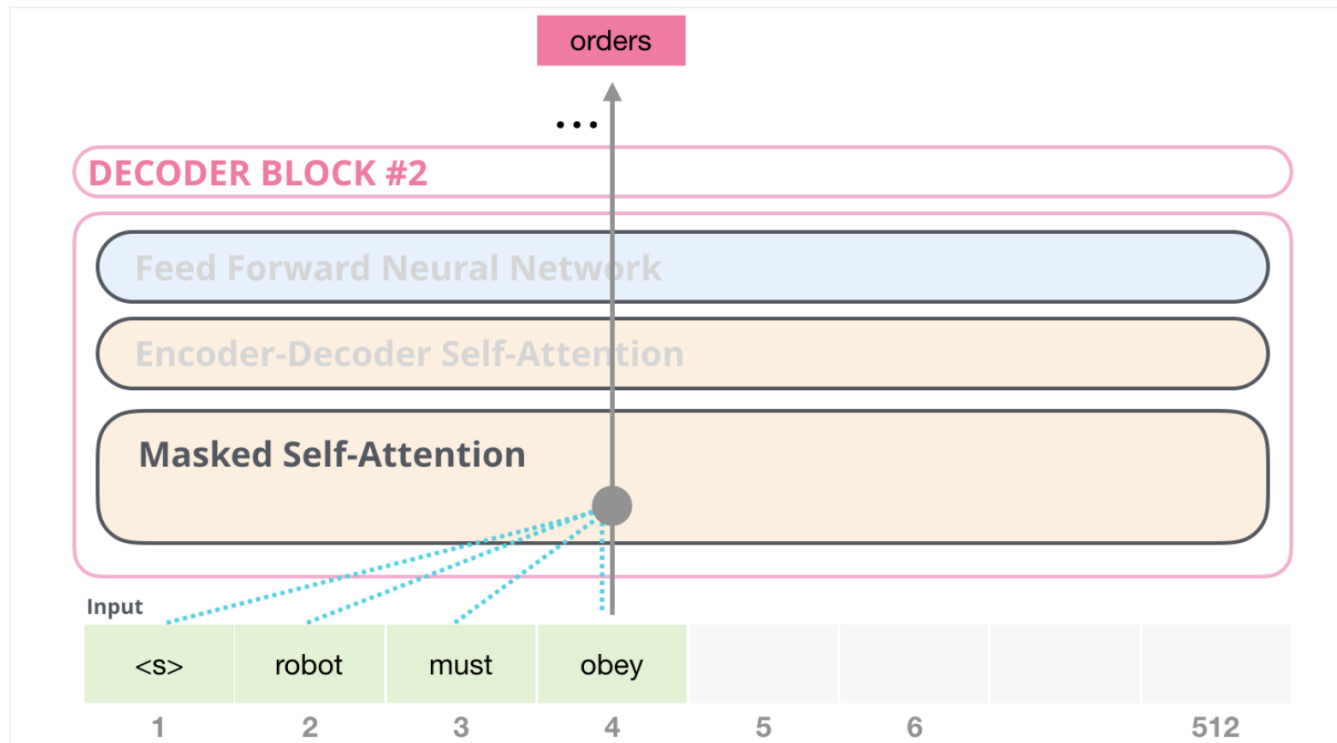 orders
...
DECODER BLOCK #2
Feed Forward Neural Network
Encoder-Decoder Self-Attention
Masked Self-Attention
Input
<s> robot must obey
1 2 3 4 5 6 512